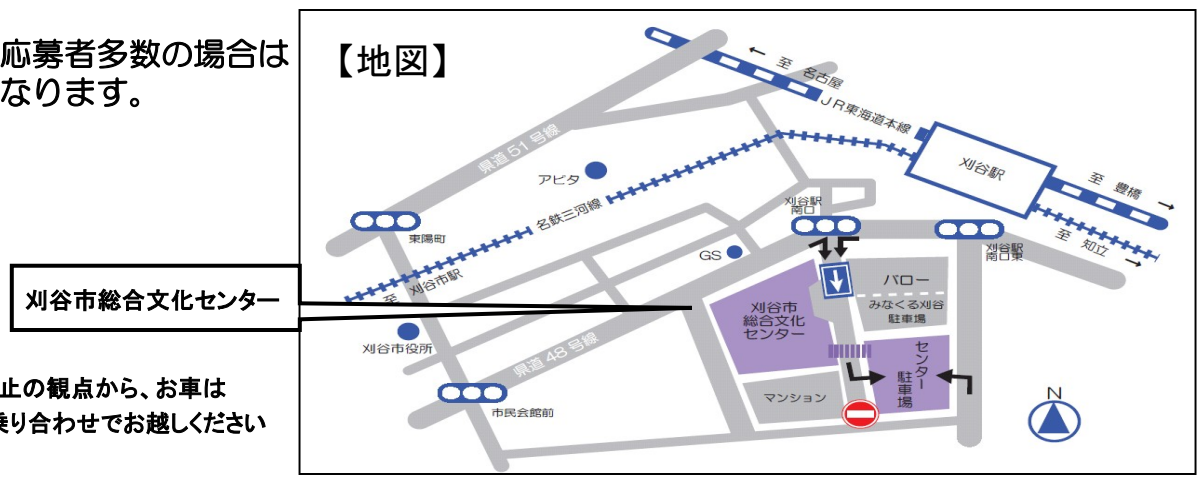 応募者多数の場合は
なります。
【地図】
← 至 名古屋
JR東海道本線
刈谷駅
至 豊橋 →
至 知立 →
県道51号線
アピタ
名鉄三河線
東陽町
至 刈谷市駅
刈谷駅
南口
刈谷駅
南口東
GS
バロー
みなくる刈谷
駐車場
刈谷市
総合文化
センター
刈谷市総合文化センター
刈谷市役所
県道48号線
センター
駐車場
マンション
市民会館前
N
止の観点から、お車は
乗り合わせでお越しください